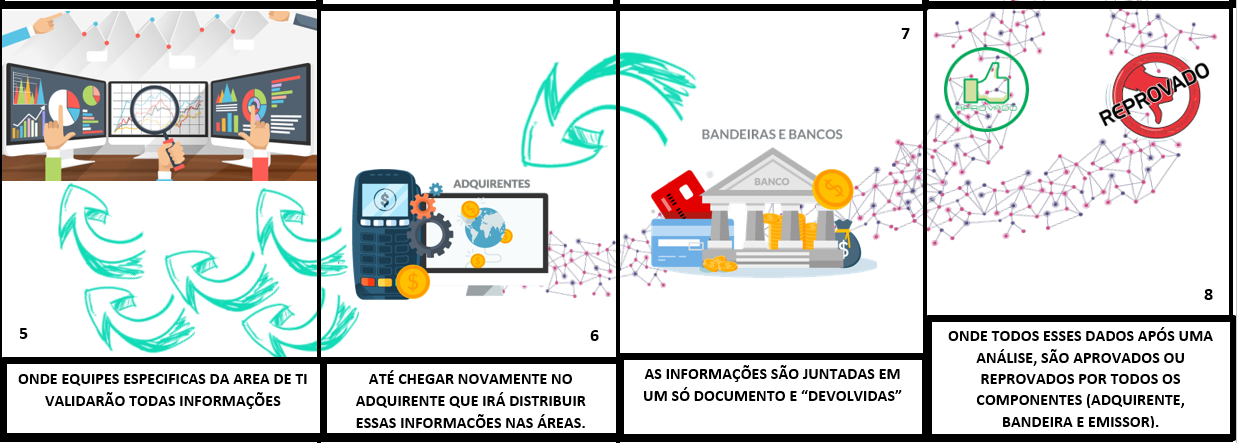 5
ONDE EQUIPES ESPECIFICAS DA AREA DE TI
VALIDARÃO TODAS INFORMAÇÕES
ADQUIRENTES
$
$
6
ATÉ CHEGAR NOVAMENTE NO
ADQUIRENTE QUE IRÁ DISTRIBUIR
ESSAS INFORMACÕES NAS ÁREAS.
7
BANDEIRAS E BANCOS
BANCO
$
$
AS INFORMAÇÕES SÃO JUNTADAS EM
UM SÓ DOCUMENTO E “DEVOLVIDAS”
REPROVADO
8
ONDE TODOS ESSES DADOS APÓS UMA
ANÁLISE, SÃO APROVADOS OU
REPROVADOS POR TODOS OS
COMPONENTES (ADQUIRENTE,
BANDEIRA E EMISSOR).